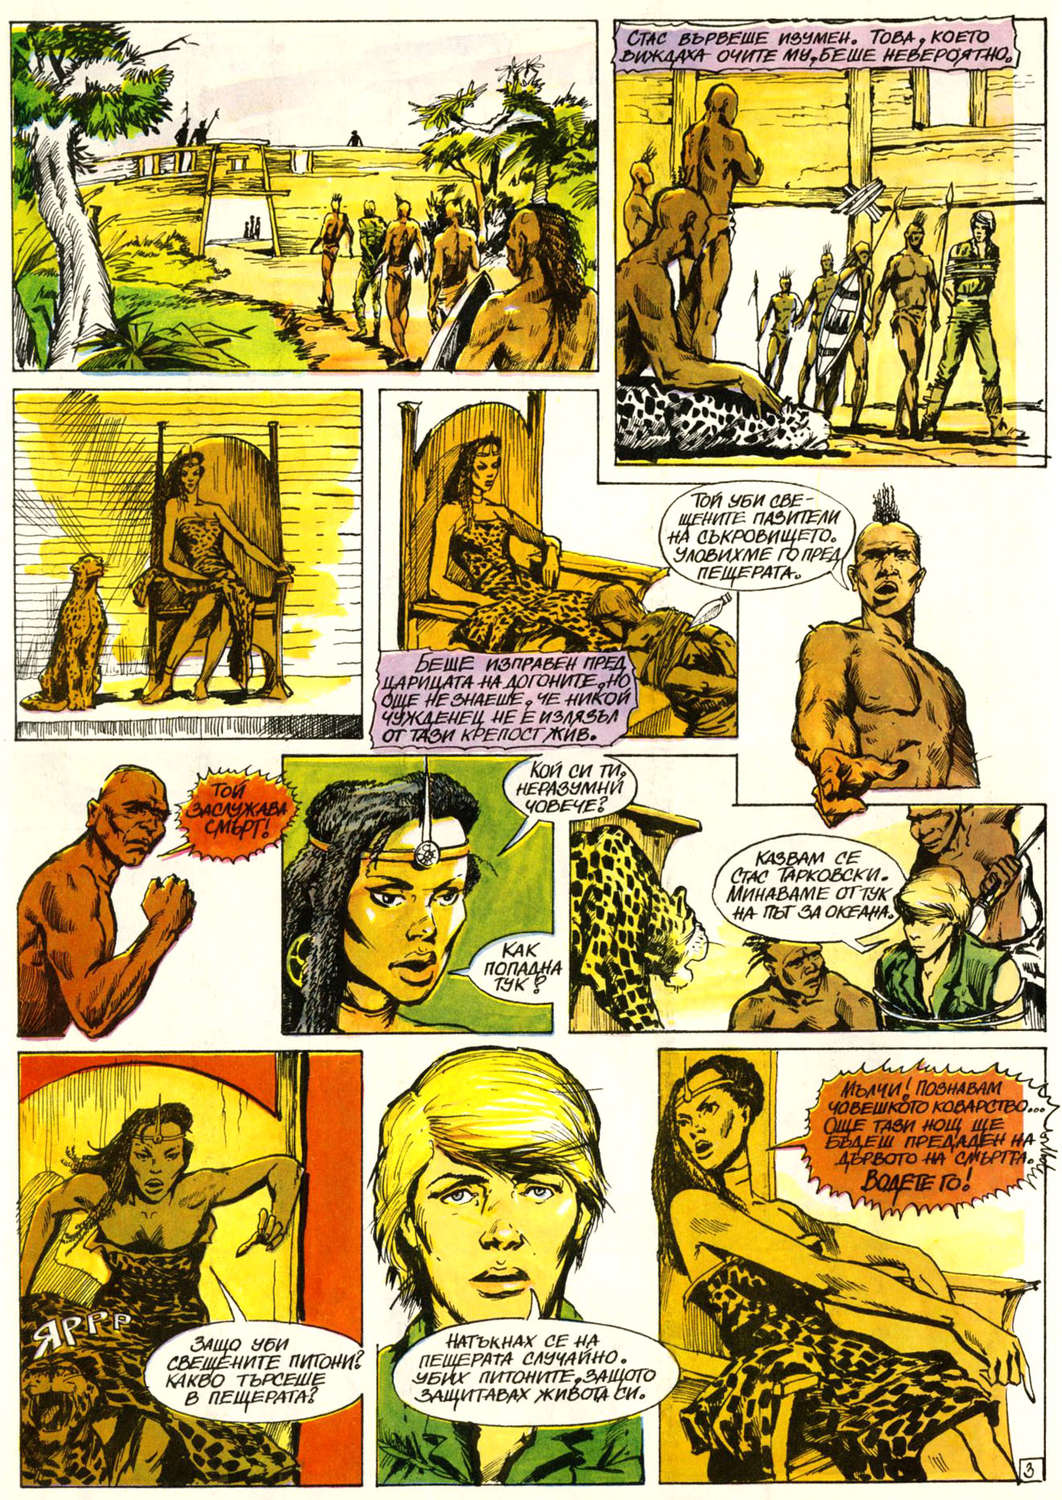 СТАС ВЪРВЕШЕ ИЗУМЕН. ТОВА, КОЕТО
ВИЖДАХА ОЧИТЕ МУ, БЕШЕ НЕВЕРОЯТНО.
ТОЙ УБИ СВЕ-
ЩЕНИТЕ ПАЗИТЕЛИ
НА СЪКРОВИЩЕТО.
УЛОВИХМЕ ГО ПРЕД
ПЕЩЕРАТА.
БЕШЕ ИЗПРАВЕН ПРЕД
ЦАРИЦАТА НА ДОГОНИТЕ, НО
ОЩЕ НЕ ЗНАЕШЕ, ЧЕ НИКОЙ
ЧУЖДЕНЕЦ НЕ Е ИЗЛЯЗЪЛ
ОТ ТАЗИ КРЕПОСТ ЖИВ.
ТОЙ
ЗАСЛУЖАВА
СМЪРТ!
КОЙ СИ ТИ,
НЕРАЗУМНИ
ЧОВЕЧЕ?
КАК
ПОПАДНА
ТУК?
КАЗВАМ СЕ
СТАС ТАРКОВСКИ.
МИНАВАМЕ ОТ ТУК
НА ПЪТ ЗА ОКЕАНА.
ЯРРР
ЗАЩО УБИ
СВЕЩЕНИТЕ ПИТОНИ?
КАКВО ТЪРСЕШЕ
В ПЕЩЕРАТА?
НАТЪКНАХ СЕ НА
ПЕЩЕРАТА СЛУЧАЙНО.
УБИХ ПИТОНИТЕ, ЗАЩОТО
ЗАЩИТАВАХ ЖИВОТА СИ.
МЪЛЧИ! ПОЗНАВАМ
ЧОВЕШКОТО КОВАРСТВО...
ОЩЕ ТАЗИ НОЩ ЩЕ
БЪДЕШ ПРЕДАДЕН НА
ДЪРВОТО НА СМЪРТТА.
ВОДЕТЕ ГО!
3